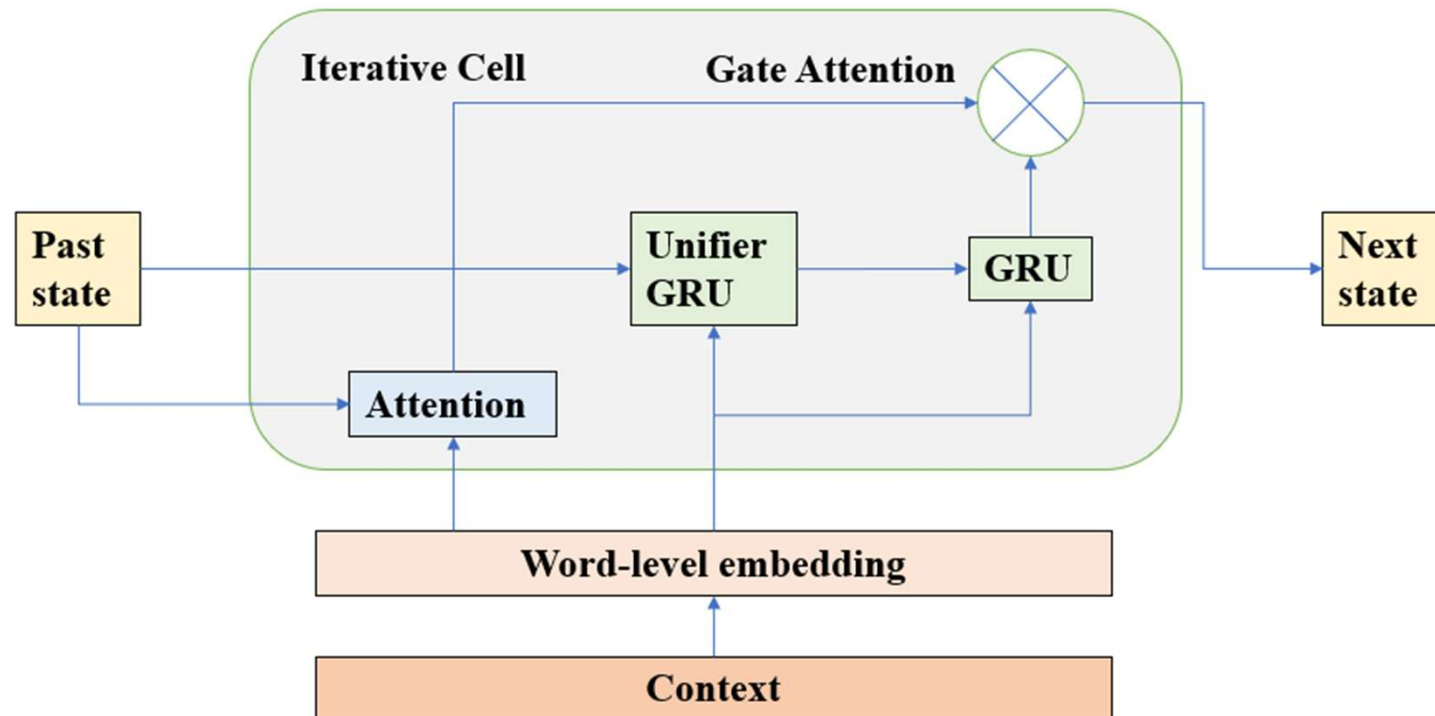 Iterative Cell
Gate Attention
Past
state
Unifier
GRU
GRU
Next
state
Attention
Word-level embedding
Context